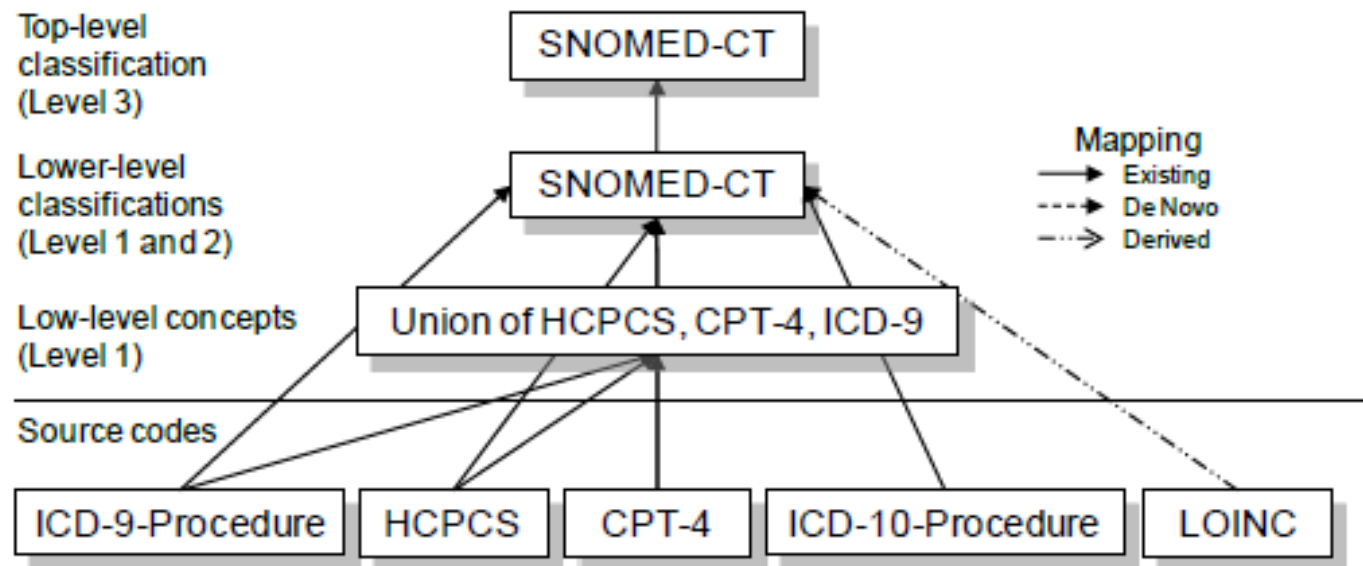 Top-level
classification
(Level 3)
SNOMED-CT
Mapping
Existing
De Novo
Derived
Lower-level
classifications
(Level 1 and 2)
SNOMED-CT
Low-level concepts
(Level 1)
Union of HCPCS, CPT-4, ICD-9
Source codes
ICD-9-Procedure
HCPCS
CPT-4
ICD-10-Procedure
LOINC